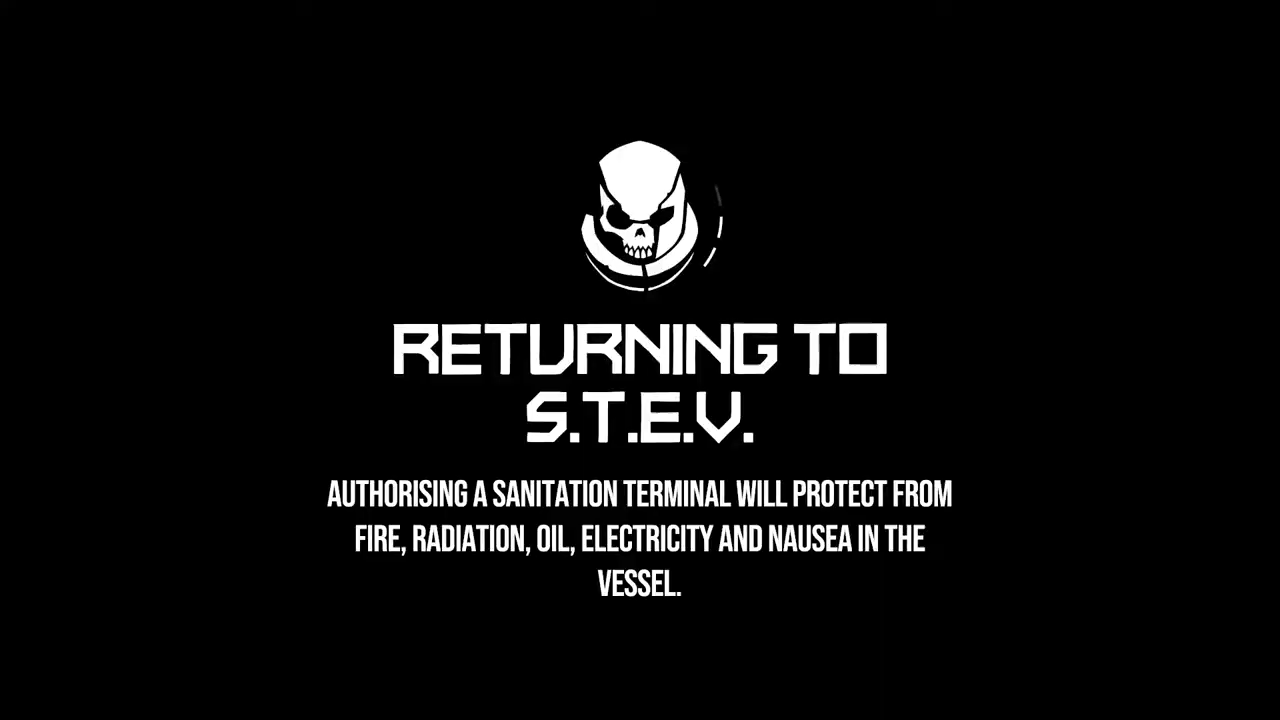 RETURNING TO
S.T.E.V.
AUTHORISING A SANITATION TERMINAL WILL PROTECT FROM
FIRE, RADIATION, OIL, ELECTRICITY AND NAUSEA IN THE
VESSEL.